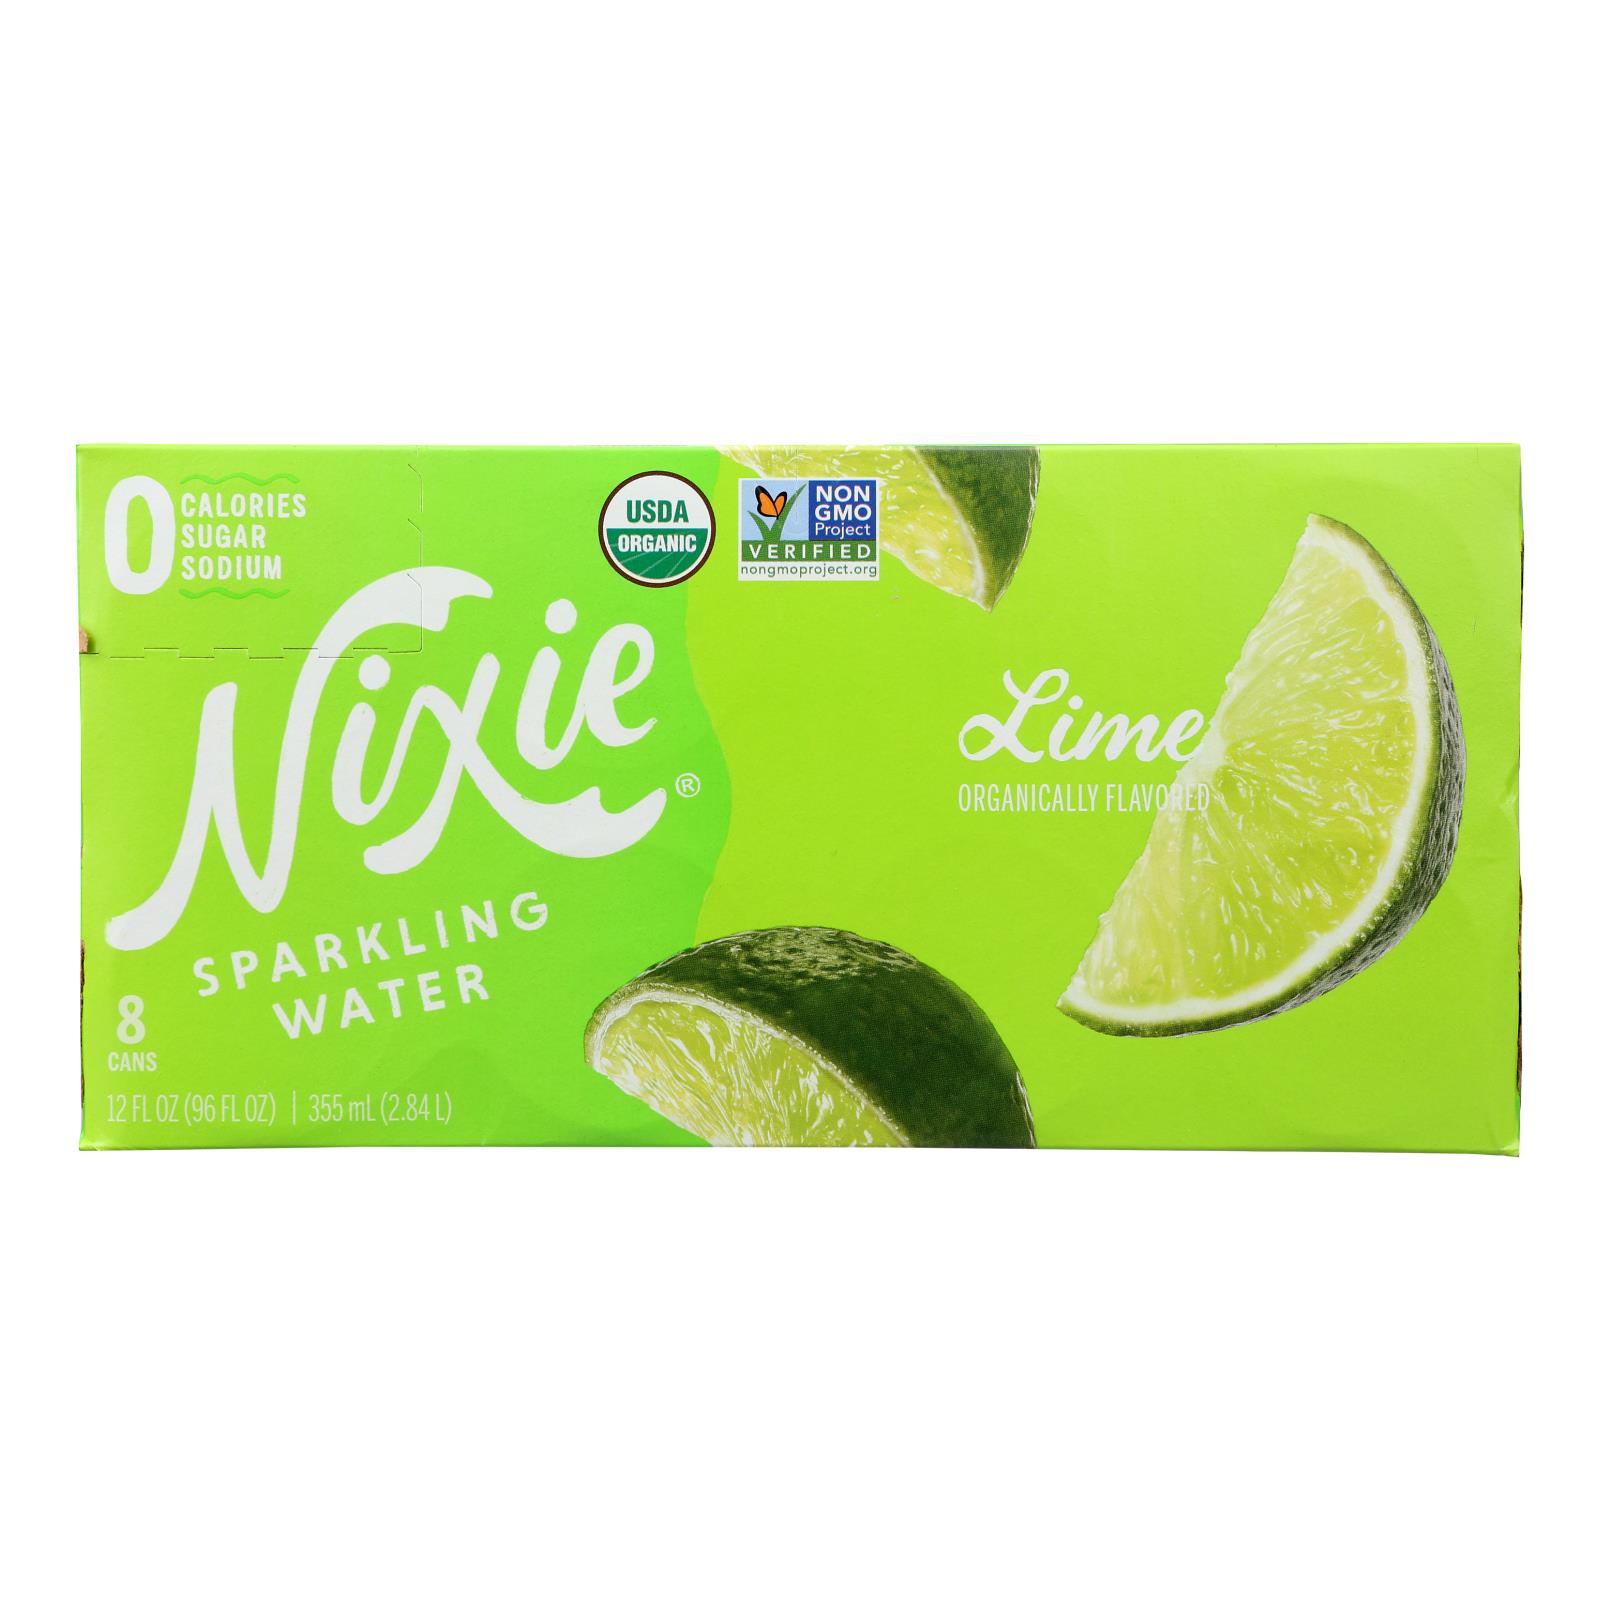 0 CALORIES
SUGAR
SODIUM
USDA
ORGANIC
NON
GMO
Project
VERIFIED
nongmoproject.org
Nixie®
SPARKLING
WATER
Lime
ORGANICALLY FLAVORED
8
CANS
12 FL OZ (96 FL OZ) | 355 mL (2.84 L)